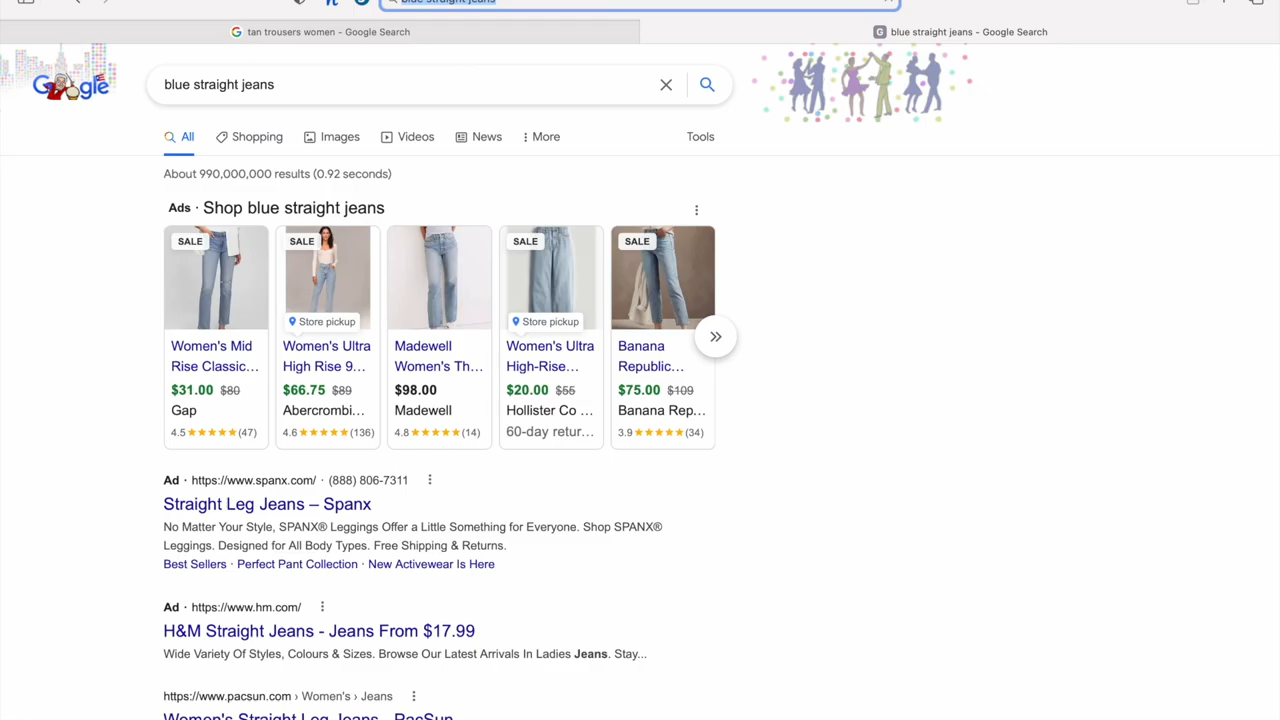 blue straight jeans
tan trousers women - Google Search
blue straight jeans - Google Search
Google
blue straight jeans
All
Shopping
Images
Videos
News
More
Tools
About 990,000,000 results (0.92 seconds)
Ads · Shop blue straight jeans
SALE
SALE
SALE
SALE
Store pickup
Store pickup
Women's Mid
Rise Classic...
$31.00 $80
Gap
4.5 ★★★★★ (47)
Women's Ultra
High Rise 9...
$66.75 $89
Abercrombi...
4.6 ★★★★★ (136)
Madewell
Women's Th...
$98.00
Madewell
4.8 ★★★★★ (14)
Women's Ultra
High-Rise...
$20.00 $55
Hollister Co ...
60-day retur...
Banana
Republic...
$75.00 $109
Banana Rep...
3.9 ★★★★★ (34)
Ad · https://www.spanx.com/ · (888) 806-7311
Straight Leg Jeans – Spanx
No Matter Your Style, SPANX® Leggings Offer a Little Something for Everyone. Shop SPANX®
Leggings. Designed for All Body Types. Free Shipping & Returns.
Best Sellers · Perfect Pant Collection · New Activewear Is Here
Ad · https://www.hm.com/
H&M Straight Jeans - Jeans From $17.99
Wide Variety Of Styles, Colours & Sizes. Browse Our Latest Arrivals In Ladies Jeans. Stay...
https://www.pacsun.com › Women's › Jeans
Women's Straight Leg Jeans - PacSun